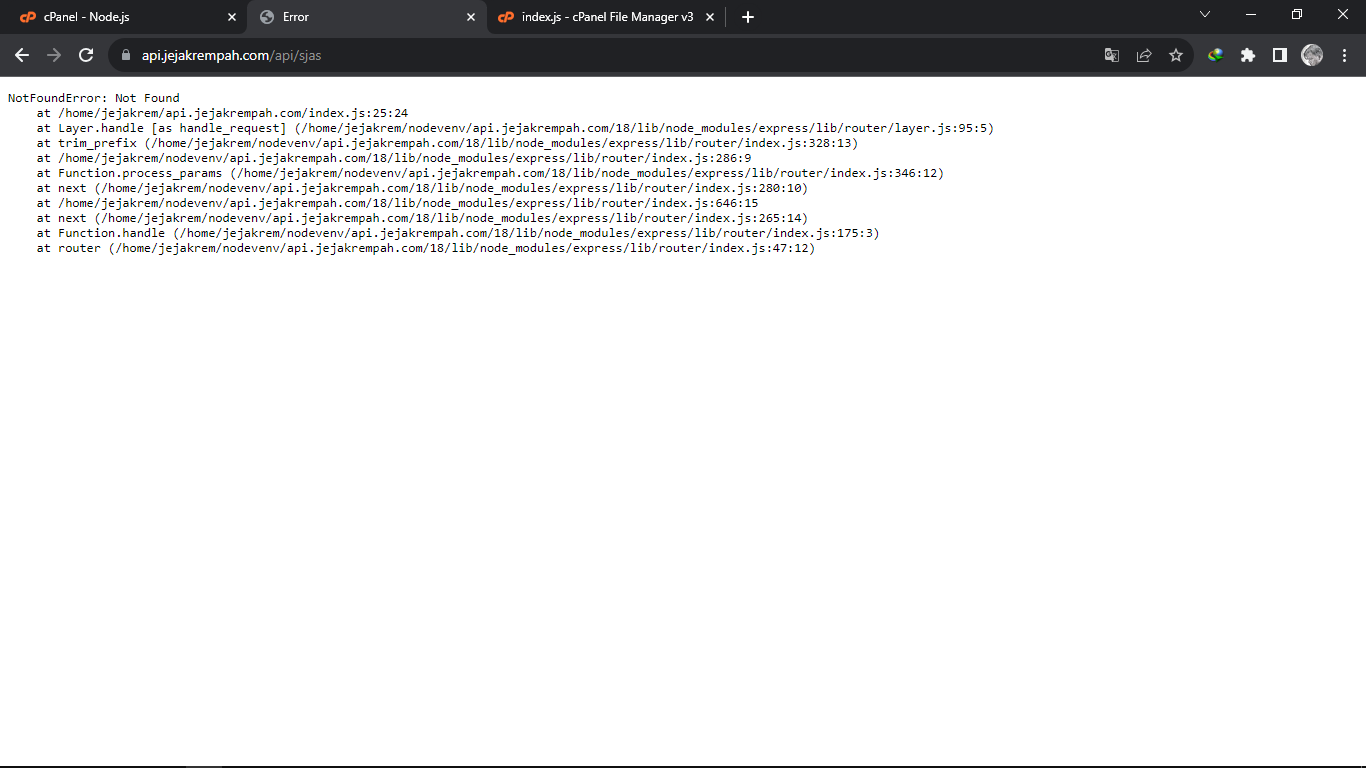 cPanel - Node.js
Error
index.js - cPanel File Manager v3
api.jejakrempah.com/api/sjas
NotFoundError: Not Found
at /home/jejakrem/api.jejakrempah.com/index.js:25:24
at Layer.handle [as handle_request] (/home/jejakrem/nodevenv/api.jejakrempah.com/18/lib/node_modules/express/lib/router/layer.js:95:5)
at trim_prefix (/home/jejakrem/nodevenv/api.jejakrempah.com/18/lib/node_modules/express/lib/router/index.js:328:13)
at /home/jejakrem/nodevenv/api.jejakrempah.com/18/lib/node_modules/express/lib/router/index.js:286:9
at Function.process_params (/home/jejakrem/nodevenv/api.jejakrempah.com/18/lib/node_modules/express/lib/router/index.js:346:12)
at next (/home/jejakrem/nodevenv/api.jejakrempah.com/18/lib/node_modules/express/lib/router/index.js:280:10)
at /home/jejakrem/nodevenv/api.jejakrempah.com/18/lib/node_modules/express/lib/router/index.js:646:15
at next (/home/jejakrem/nodevenv/api.jejakrempah.com/18/lib/node_modules/express/lib/router/index.js:265:14)
at Function.handle (/home/jejakrem/nodevenv/api.jejakrempah.com/18/lib/node_modules/express/lib/router/index.js:175:3)
at router (/home/jejakrem/nodevenv/api.jejakrempah.com/18/lib/node_modules/express/lib/router/index.js:47:12)